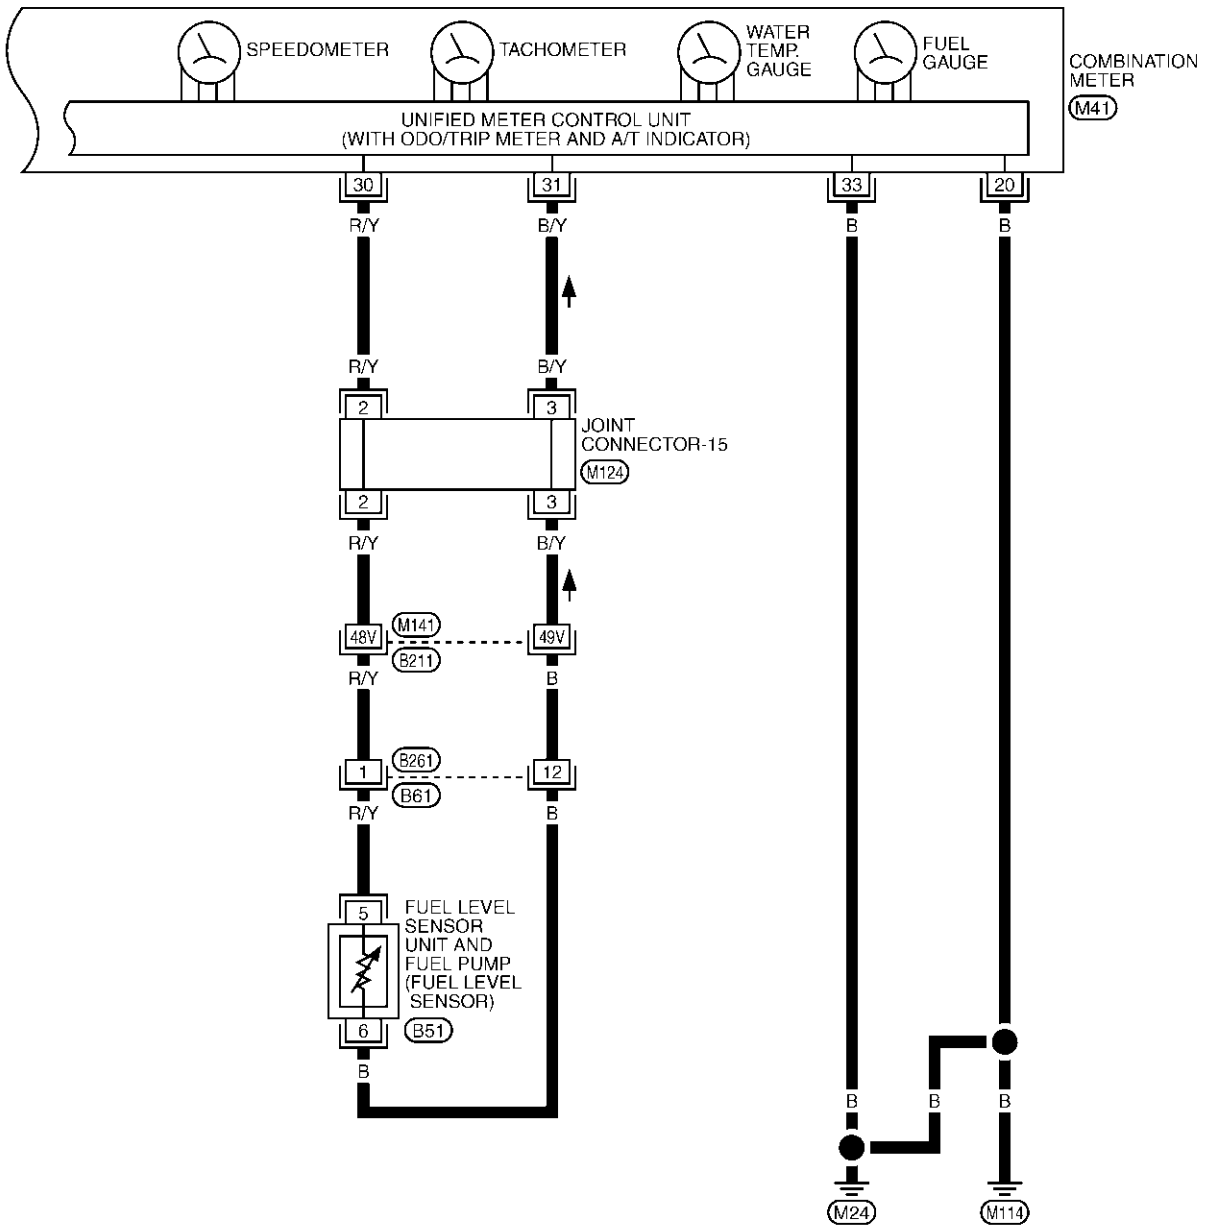 SPEEDOMETER
TACHOMETER
WATER
TEMP.
GAUGE
FUEL
GAUGE
COMBINATION
METER
M41
UNIFIED METER CONTROL UNIT
(WITH ODO/TRIP METER AND A/T INDICATOR)
30
31
33
20
R/Y
B/Y
B
B
R/Y
B/Y
2
3
JOINT
CONNECTOR-15
M124
2
3
R/Y
B/Y
48V
M141
B211
49V
R/Y
B
1
B261
B61
12
R/Y
B
5
FUEL LEVEL
SENSOR
UNIT AND
FUEL PUMP
(FUEL LEVEL
SENSOR)
6
B51
B
B
B
B
M24
M114